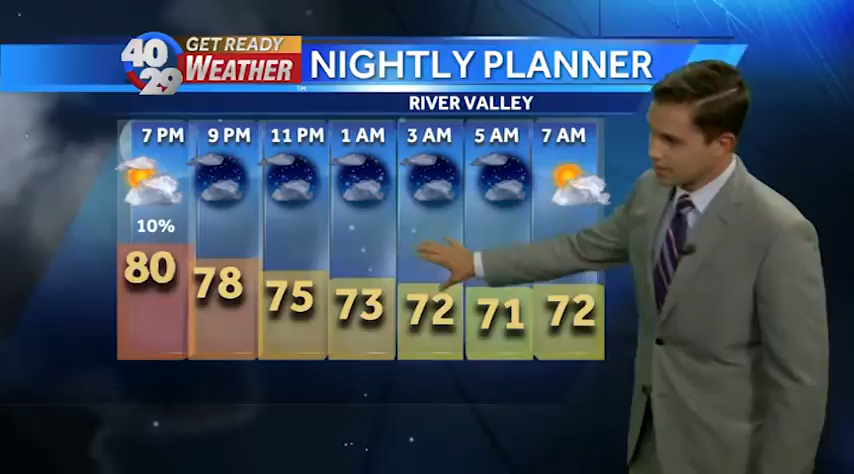 40
29
GET READY
WEATHER
TM
NIGHTLY PLANNER
RIVER VALLEY
7 PM 9 PM 11 PM 1 AM 3 AM 5 AM 7 AM
10%
80 78 75 73 72 71 72